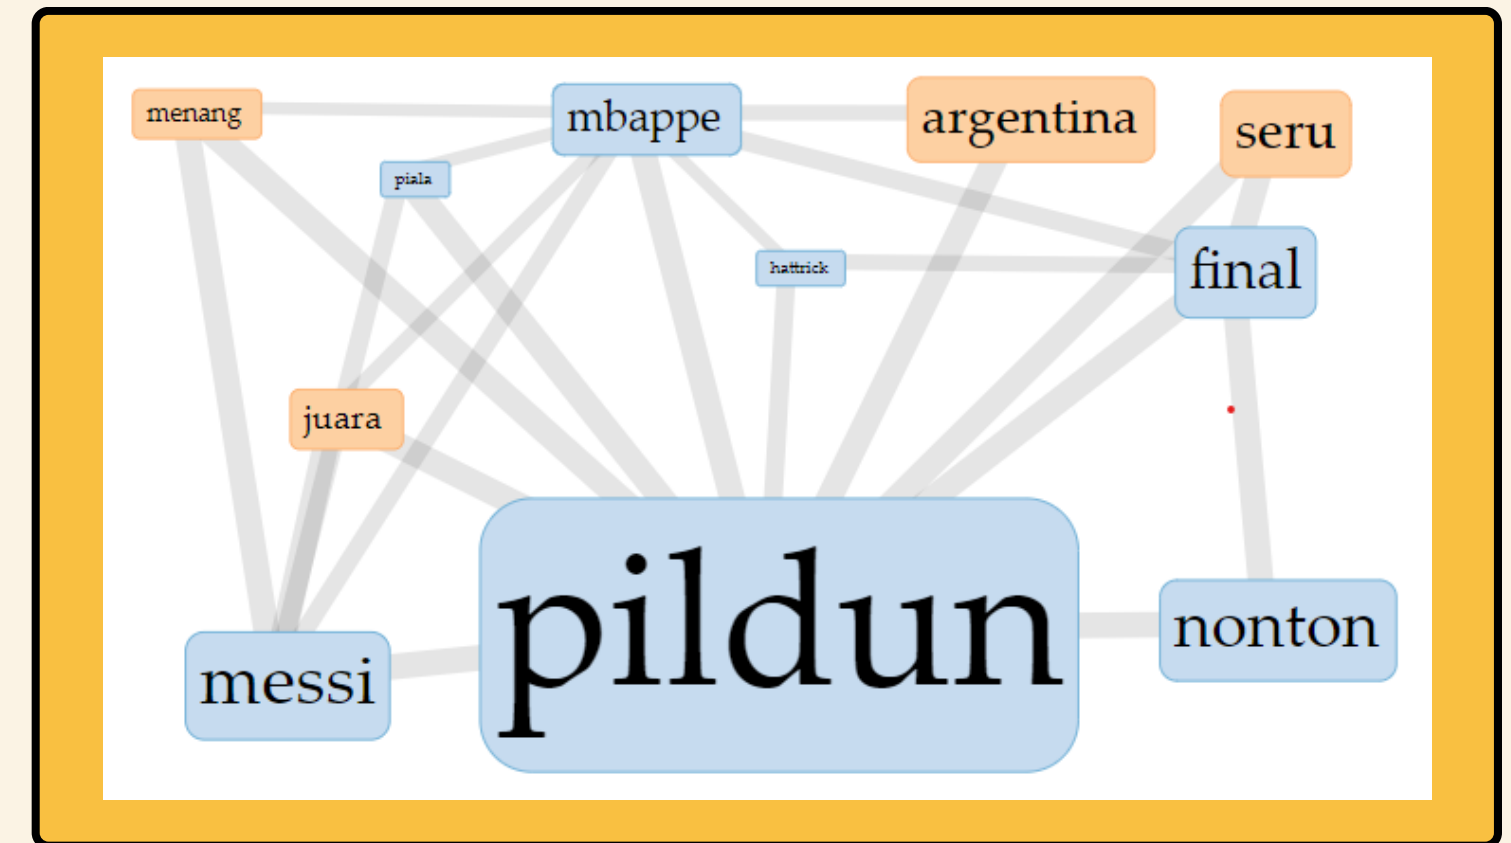 menang
mbappe
argentina
seru
piala
hattrick
final
juara
messi
pildun
nonton